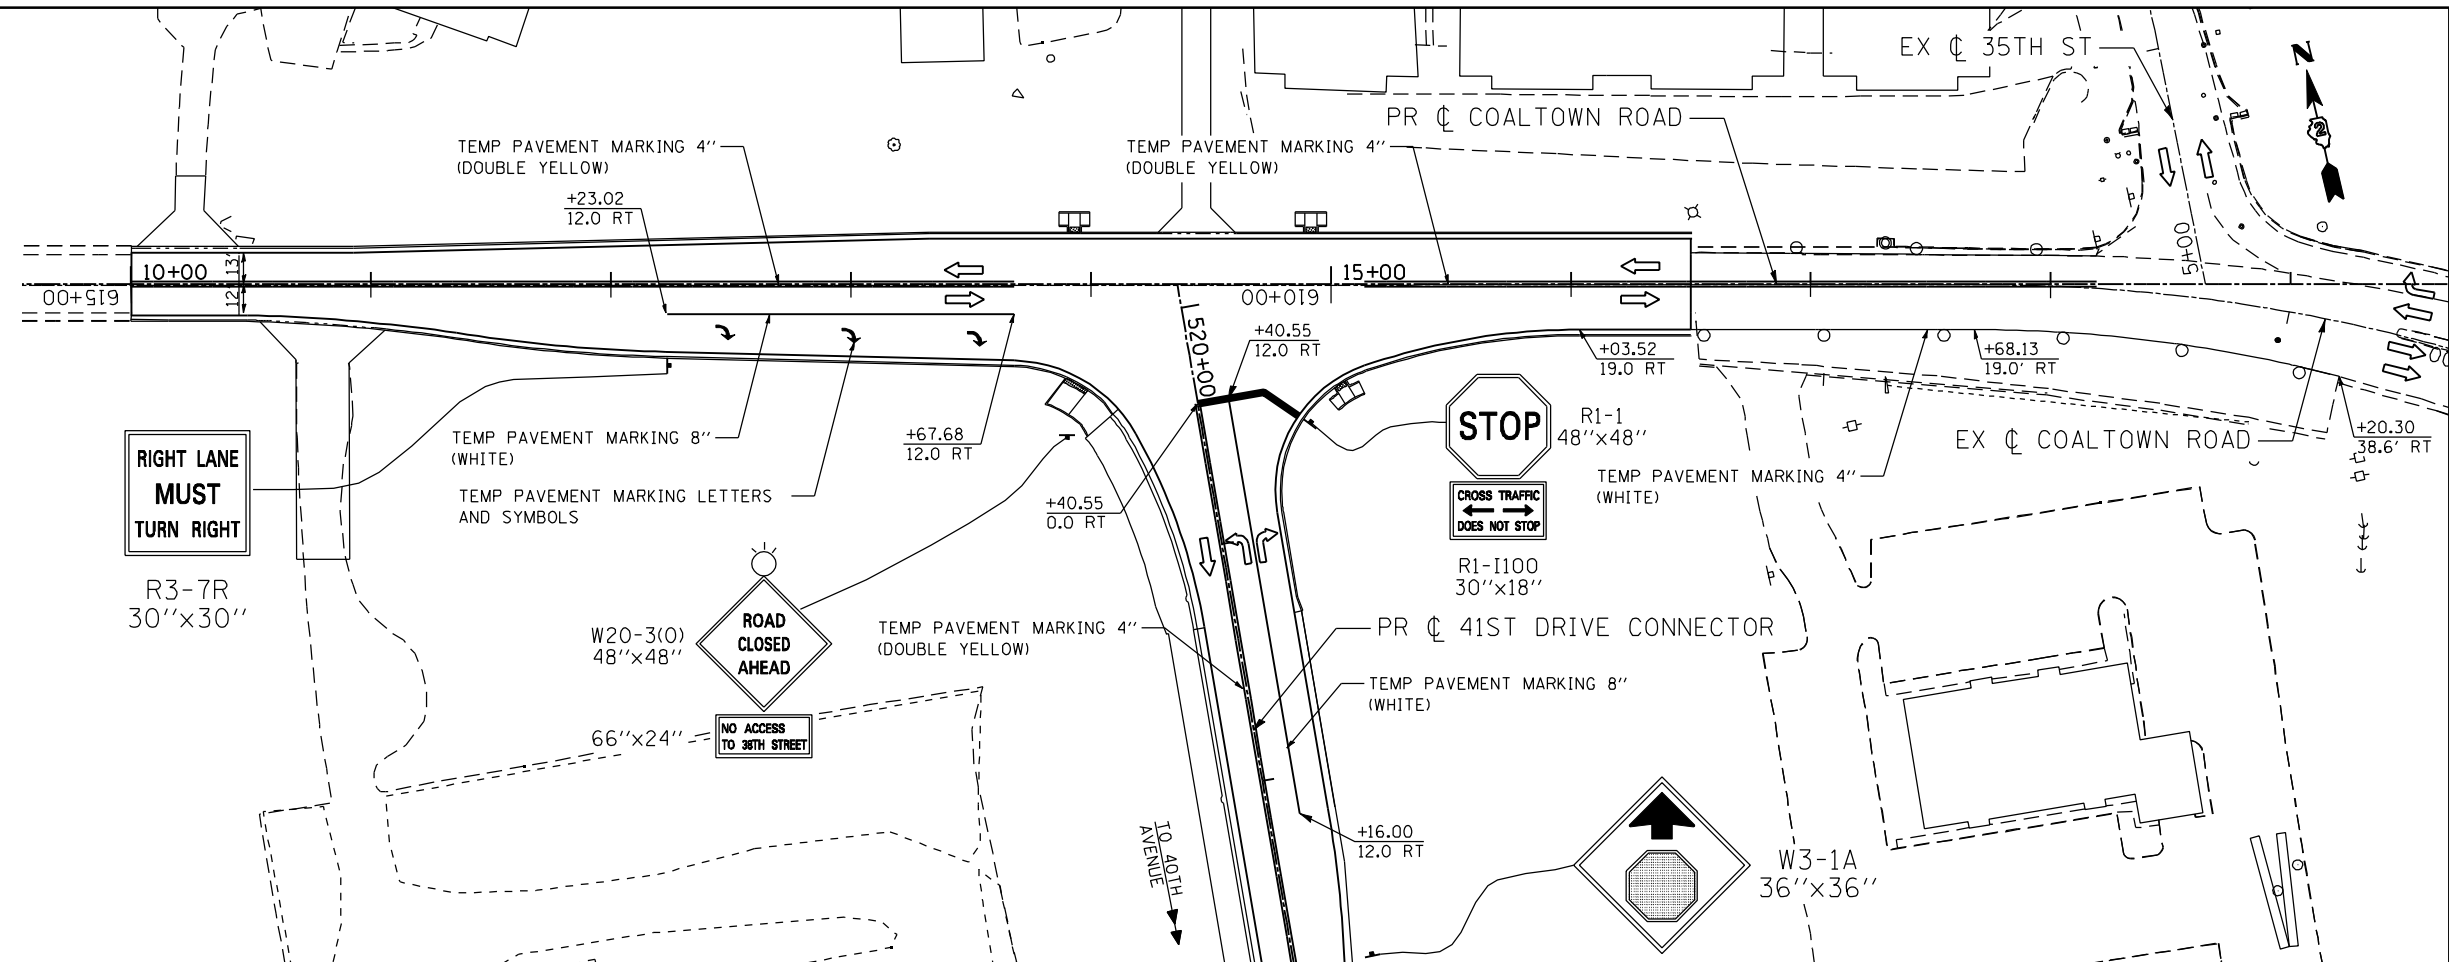 EX ℄ 35TH ST
N
2
PR ℄ COALTOWN ROAD
TEMP PAVEMENT MARKING 4''
(DOUBLE YELLOW)
TEMP PAVEMENT MARKING 4''
(DOUBLE YELLOW)
+23.02
12.0 RT
5+00
13'
12'
10+00
615+00
15+00
610+00
520+00
+40.55
12.0 RT
+03.52
19.0 RT
+68.13
19.0' RT
+20.30
38.6' RT
EX ℄ COALTOWN ROAD
TEMP PAVEMENT MARKING 8''
(WHITE)
+67.68
12.0 RT
TEMP PAVEMENT MARKING LETTERS
AND SYMBOLS
+40.55
0.0 RT
RIGHT LANE
MUST
TURN RIGHT
R3-7R
30''x30''
STOP
R1-1
48''x48''
CROSS TRAFFIC
DOES NOT STOP
R1-I100
30''x18''
TEMP PAVEMENT MARKING 4''
(WHITE)
ROAD
CLOSED
AHEAD
W20-3(O)
48''x48''
NO ACCESS
TO 38TH STREET
66''x24''
TEMP PAVEMENT MARKING 4''
(DOUBLE YELLOW)
PR ℄ 41ST DRIVE CONNECTOR
TEMP PAVEMENT MARKING 8''
(WHITE)
+16.00
12.0 RT
TO 40TH
AVENUE
W3-1A
36''x36''